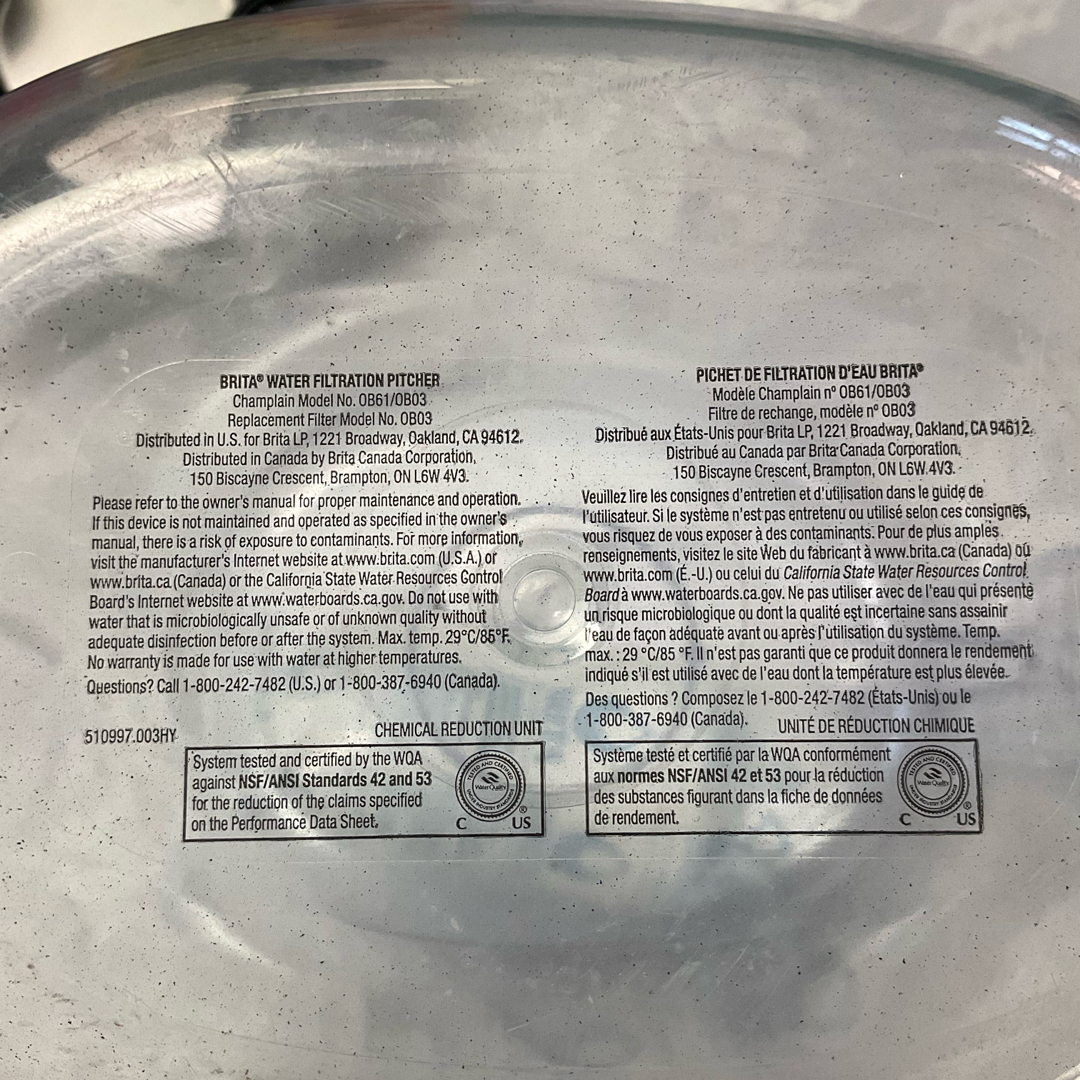 BRITA® WATER FILTRATION PITCHER
Champlain Model No. OB61/OB03
Replacement Filter Model No. OB03
Distributed in U.S. for Brita LP, 1221 Broadway, Oakland, CA 94612.
Distributed in Canada by Brita Canada Corporation,
150 Biscayne Crescent, Brampton, ON L6W 4V3.
Please refer to the owner's manual for proper maintenance and operation.
If this device is not maintained and operated as specified in the owner's
manual, there is a risk of exposure to contaminants. For more information,
visit the manufacturer's Internet website at www.brita.com (U.S.A.) or
www.brita.ca (Canada) or the California State Water Resources Control
Board's Internet website at www.waterboards.ca.gov. Do not use with
water that is microbiologically unsafe or of unknown quality without
adequate disinfection before or after the system. Max. temp. 29°C/85°F.
No warranty is made for use with water at higher temperatures.
Questions? Call 1-800-242-7482 (U.S.) or 1-800-387-6940 (Canada).
510997.003HY
CHEMICAL REDUCTION UNIT
System tested and certified by the WQA
against NSF/ANSI Standards 42 and 53
for the reduction of the claims specified
on the Performance Data Sheet.
TESTED AND CERTIFIED
WaterQuality
UNDER INDUSTRY STANDARDS
®
C US
PICHET DE FILTRATION D'EAU BRITA®
Modèle Champlain nº OB61/OB03
Filtre de rechange, modèle nº OB03
Distribué aux États-Unis pour Brita LP, 1221 Broadway, Oakland, CA 94612.
Distribué au Canada par Brita Canada Corporation,
150 Biscayne Crescent, Brampton, ON L6W 4V3.
Veuillez lire les consignes d'entretien et d'utilisation dans le guide de
l'utilisateur. Si le système n'est pas entretenu ou utilisé selon ces consignes,
vous risquez de vous exposer à des contaminants. Pour de plus amples
renseignements, visitez le site Web du fabricant à www.brita.ca (Canada) où
www.brita.com (É.-U.) ou celui du California State Water Resources Control
Board à www.waterboards.ca.gov. Ne pas utiliser avec de l'eau qui présente
un risque microbiologique ou dont la qualité est incertaine sans assainir
l'eau de façon adéquate avant ou après l'utilisation du système. Temp.
max. : 29 °C/85 °F. Il n'est pas garanti que ce produit donnera le rendement
indiqué s'il est utilisé avec de l'eau dont la température est plus élevée.
Des questions ? Composez le 1-800-242-7482 (États-Unis) ou le
1-800-387-6940 (Canada).
UNITÉ DE RÉDUCTION CHIMIQUE
Système testé et certifié par la WQA conformément
aux normes NSF/ANSI 42 et 53 pour la réduction
des substances figurant dans la fiche de données
de rendement.
TESTED AND CERTIFIED
WaterQuality
UNDER INDUSTRY STANDARDS
®
C US